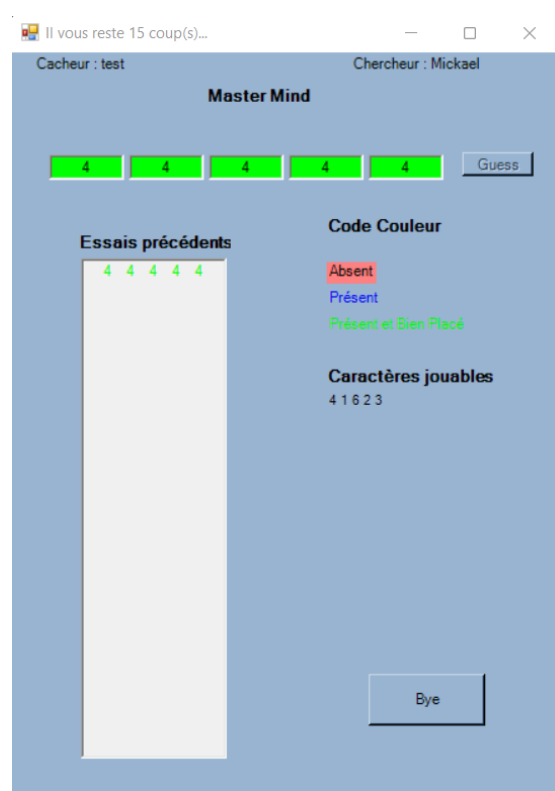 Il vous reste 15 coup(s)...
Cacheur : test Chercheur : Mickael
Master Mind
4 4 4 4 4 Guess
Code Couleur
Essais précédents
4 4 4 4 4
Absent
Présent
Présent et Bien Placé
Caractères jouables
4 1 6 2 3
Bye